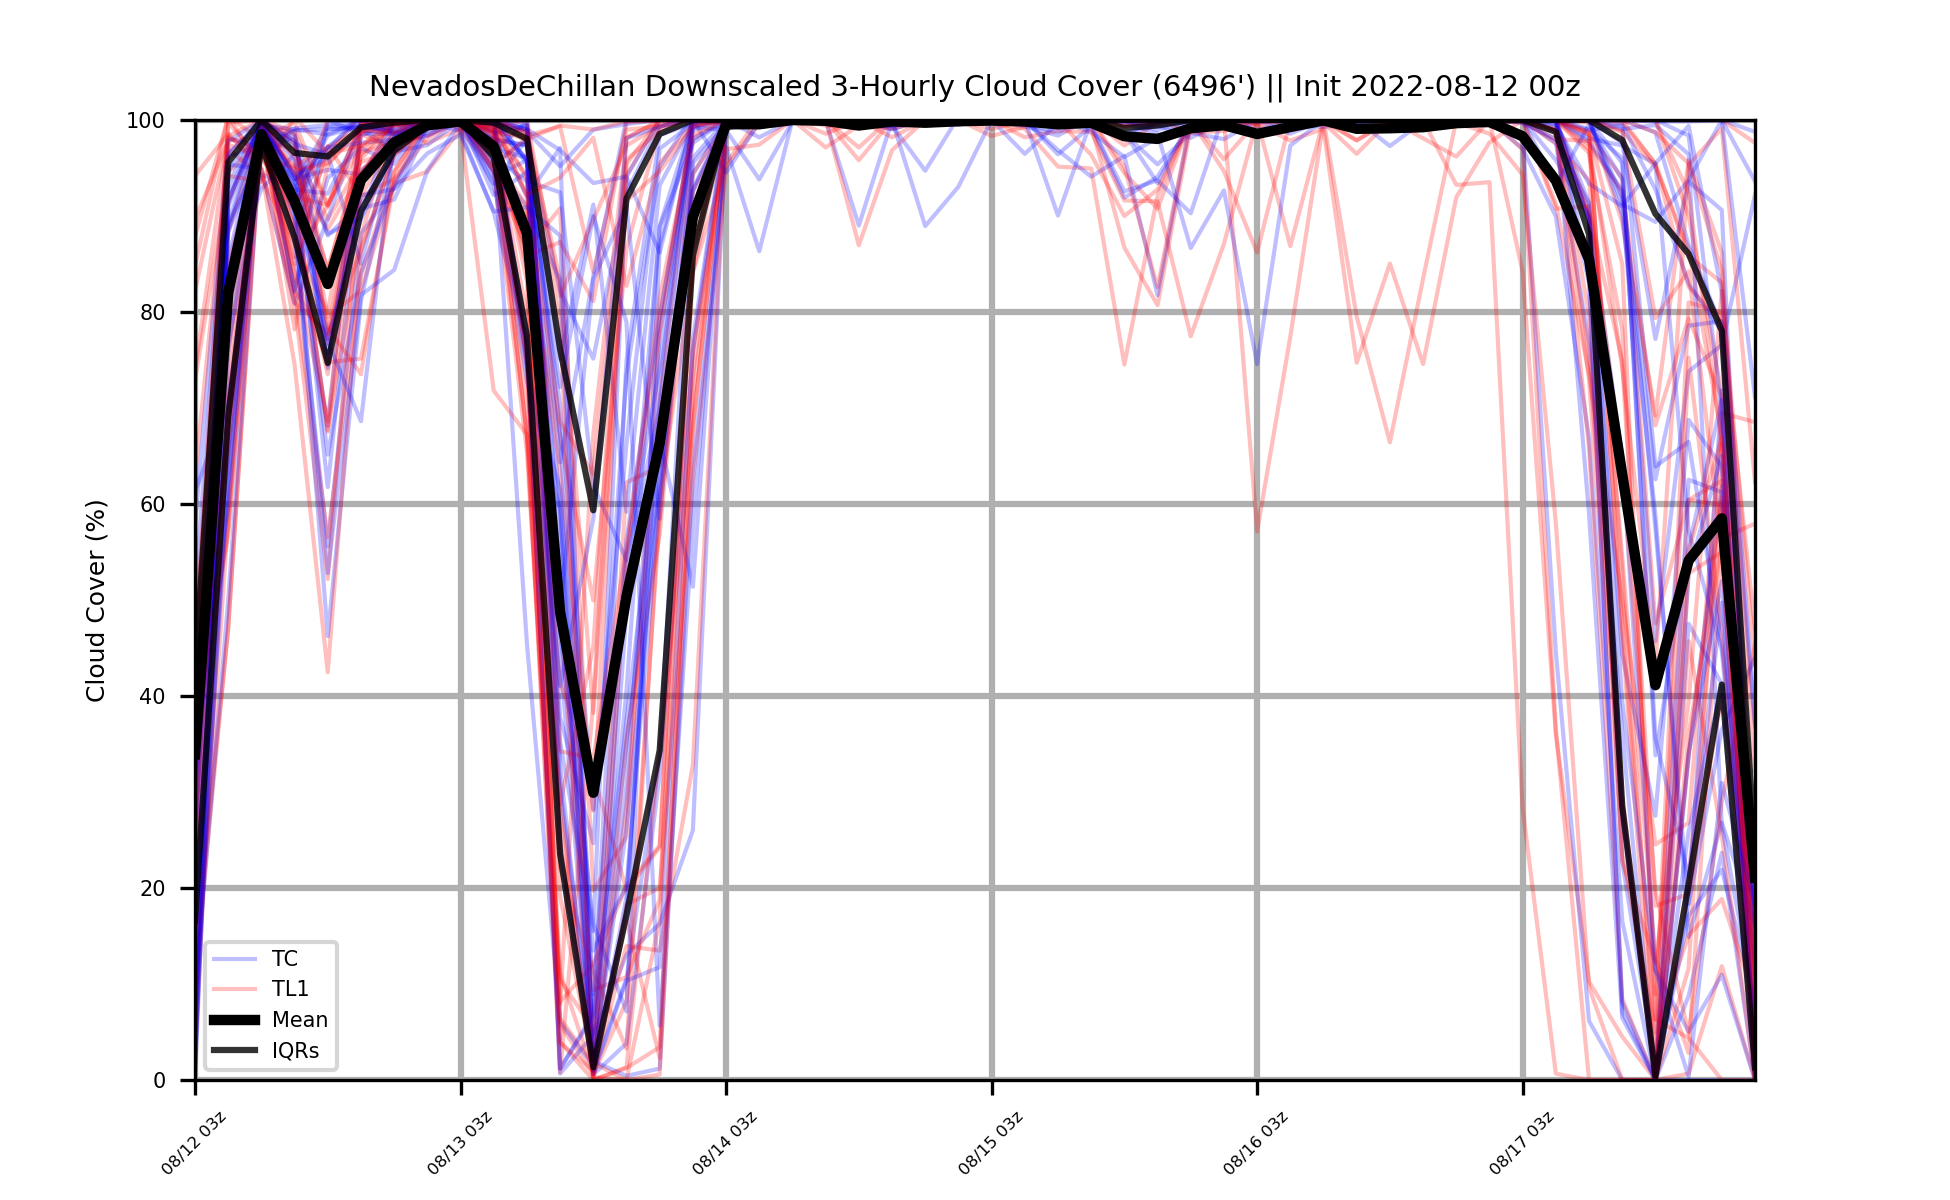 NevadosDeChillan Downscaled 3-Hourly Cloud Cover (6496') || Init 2022-08-12 00z
Cloud Cover (%)
100
80
60
40
20
0
TC
TL1
Mean
IQRs
08/12 03z
08/13 03z
08/14 03z
08/15 03z
08/16 03z
08/17 03z